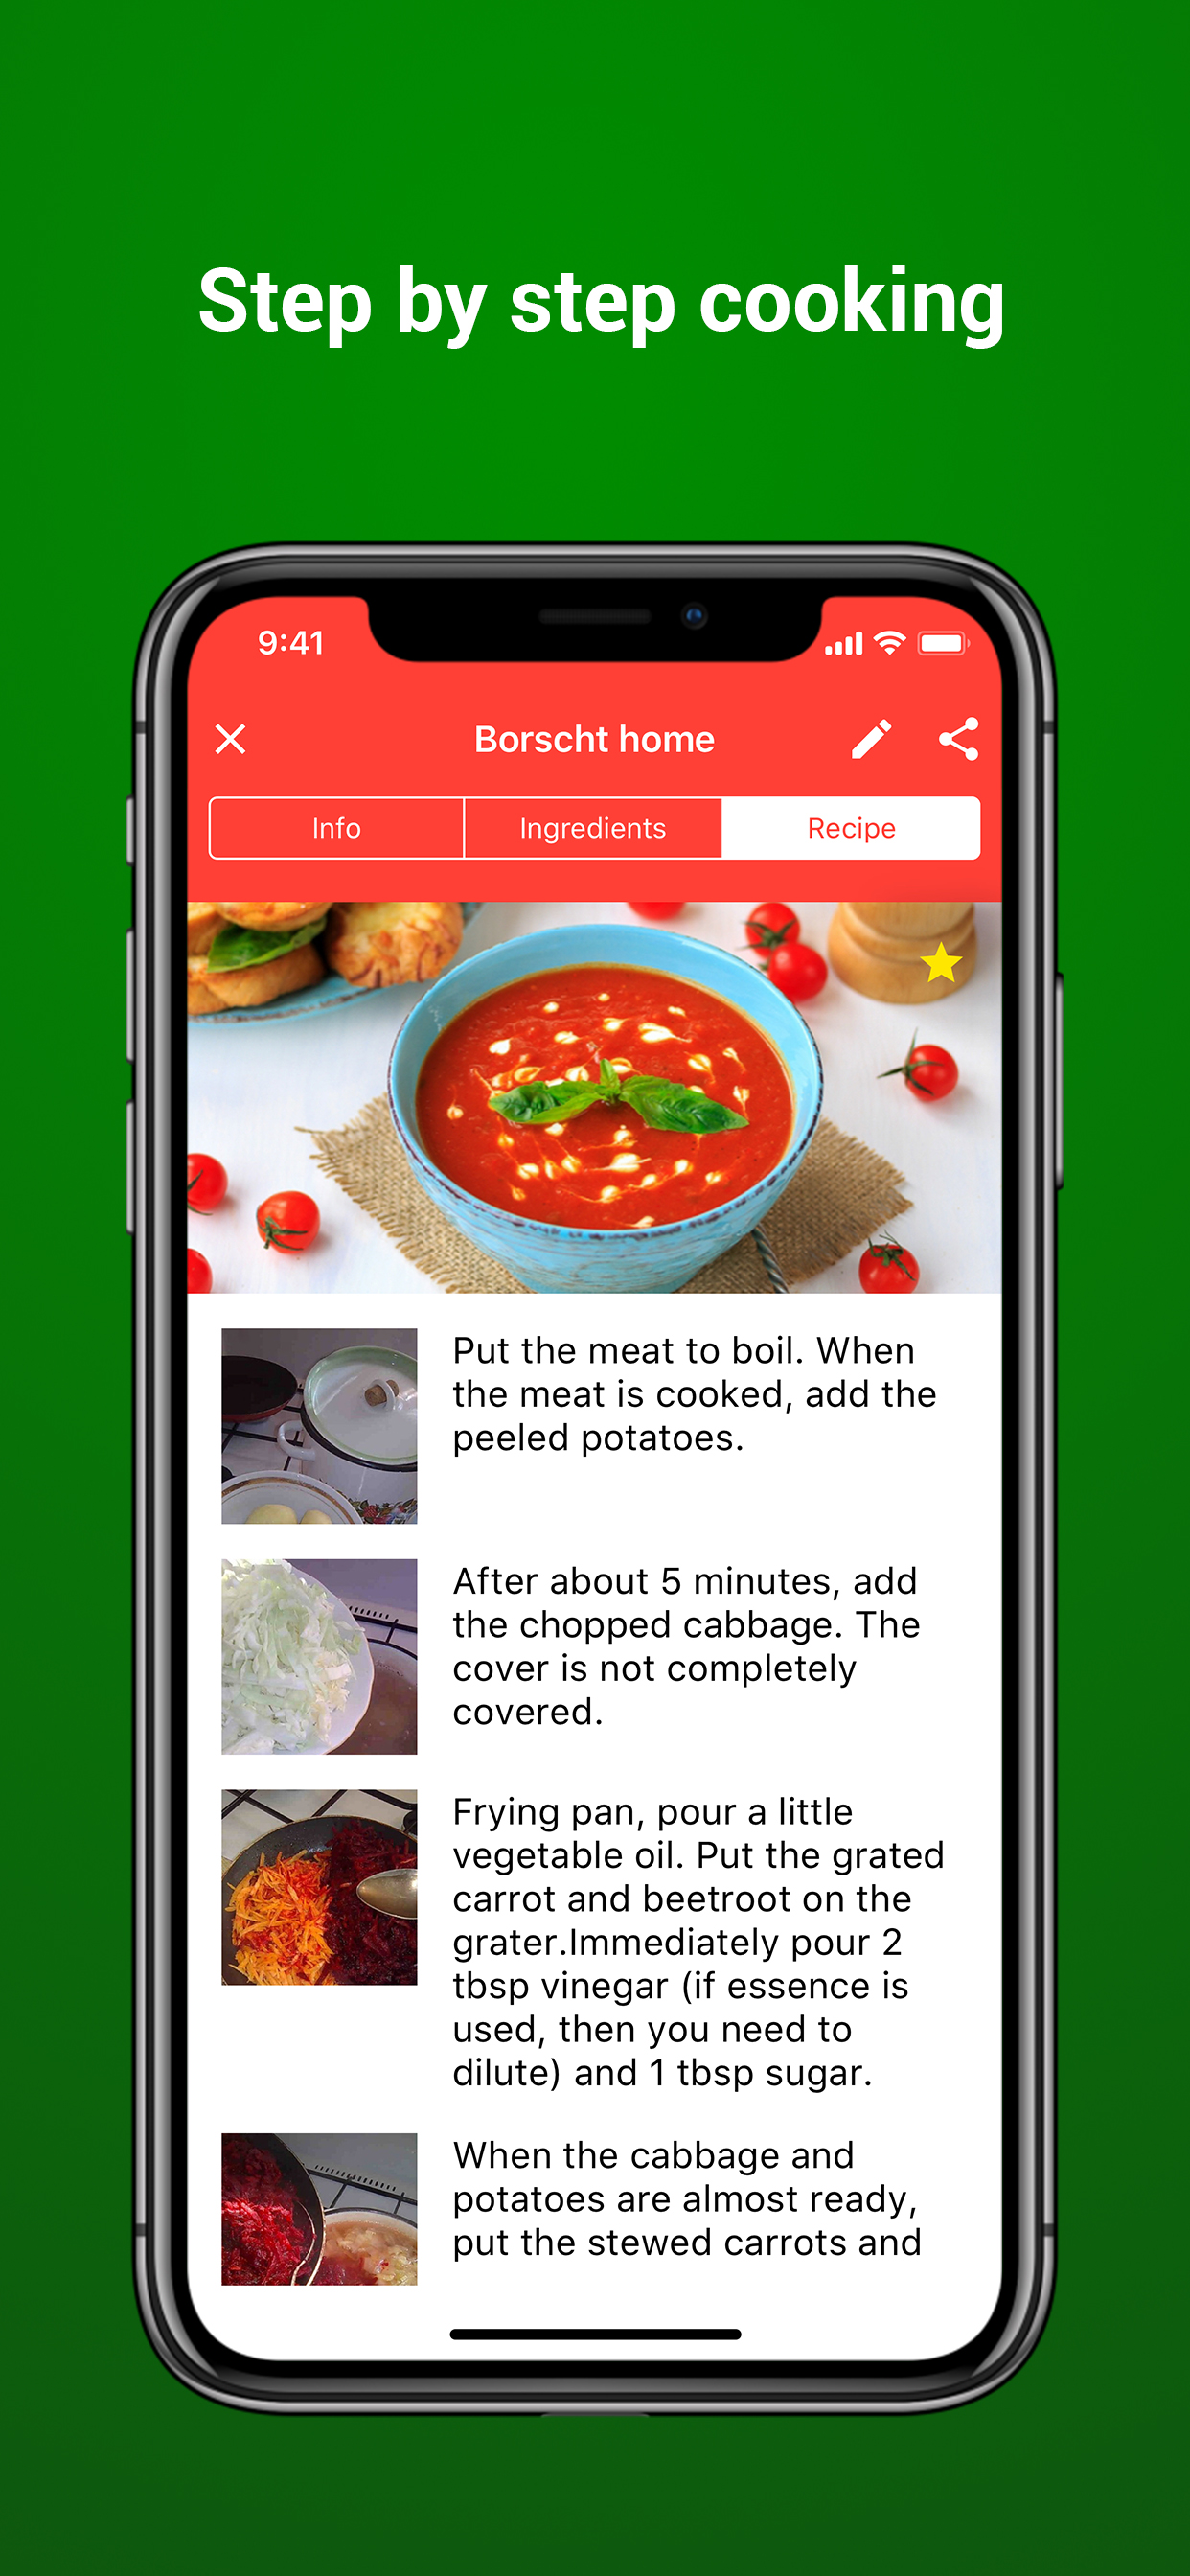 Step by step cooking
9:41
Borscht home
Info
Ingredients
Recipe
Put the meat to boil. When
the meat is cooked, add the
peeled potatoes.
After about 5 minutes, add
the chopped cabbage. The
cover is not completely
covered.
Frying pan, pour a little
vegetable oil. Put the grated
carrot and beetroot on the
grater.Immediately pour 2
tbsp vinegar (if essence is
used, then you need to
dilute) and 1 tbsp sugar.
When the cabbage and
potatoes are almost ready,
put the stewed carrots and